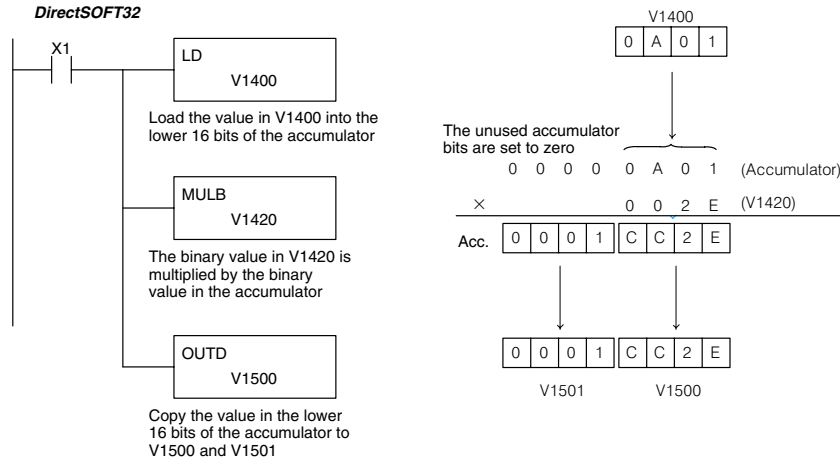 DirectSOFT32
X1
LD
V1400
Load the value in V1400 into the
lower 16 bits of the accumulator
MULB
V1420
The binary value in V1420 is
multiplied by the binary
value in the accumulator
OUTD
V1500
Copy the value in the lower
16 bits of the accumulator to
V1500 and V1501
V1400
0 A 0 1
The unused accumulator
bits are set to zero
0 0 0 0 0 A 0 1 (Accumulator)
× 0 0 2 E (V1420)
Acc. 0 0 0 1 C C 2 E
0 0 0 1 C C 2 E
V1501 V1500